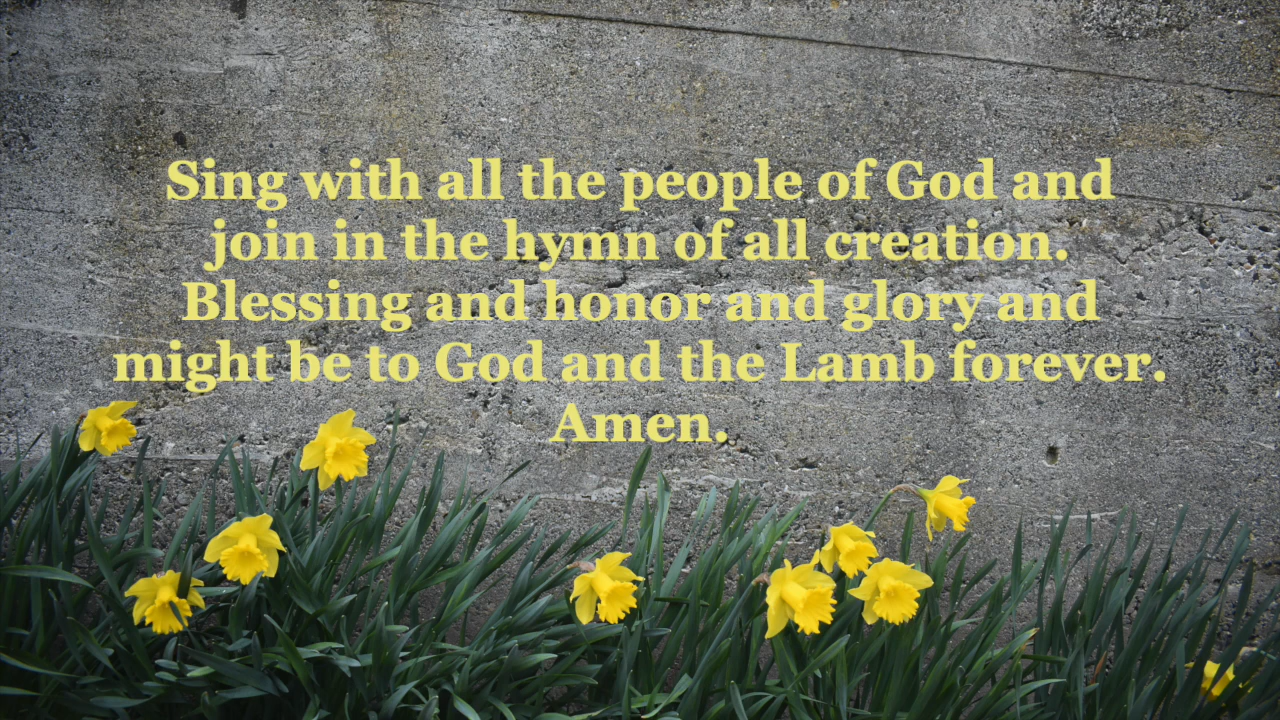 Sing with all the people of God and
join in the hymn of all creation.
Blessing and honor and glory and
might be to God and the Lamb forever.
Amen.